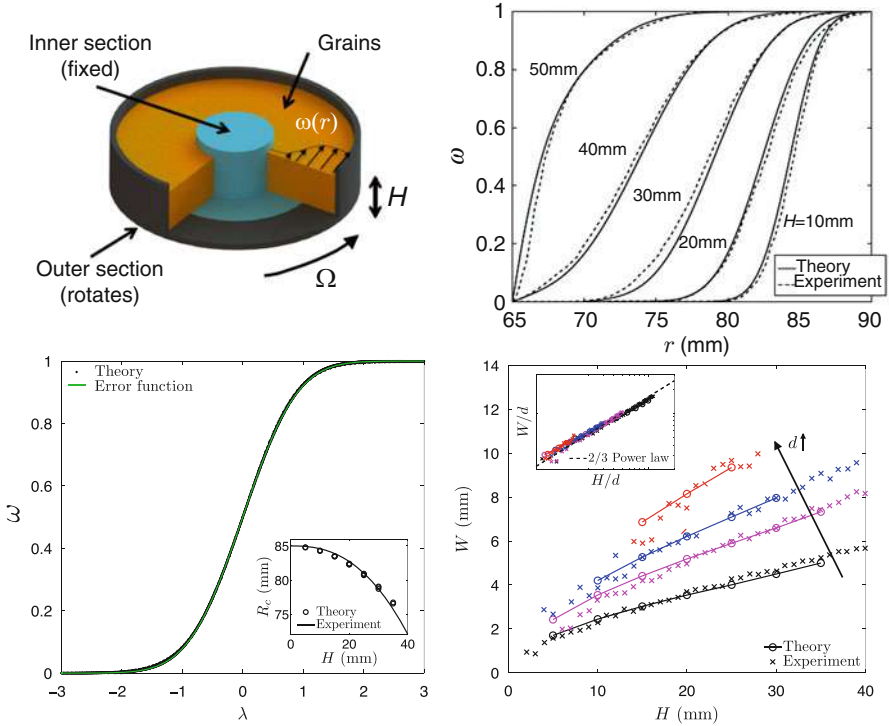 Inner section
(fixed)
Grains
ω(r)
H
Outer section
(rotates)
Ω
1
0.8
0.6
0.4
0.2
0
ω
50mm
40mm
30mm
20mm
H=10mm
Theory
Experiment
65
70
75
80
85
90
r (mm)
1
0.8
0.6
0.4
0.2
0
ω
Theory
Error function
85
80
75
R_c (mm)
Theory
Experiment
0
20
40
H (mm)
−3
−2
−1
0
1
2
3
λ
14
12
10
8
6
4
2
0
W (mm)
W/d
2/3 Power law
H/d
d
Theory
Experiment
0
10
20
30
40
H (mm)